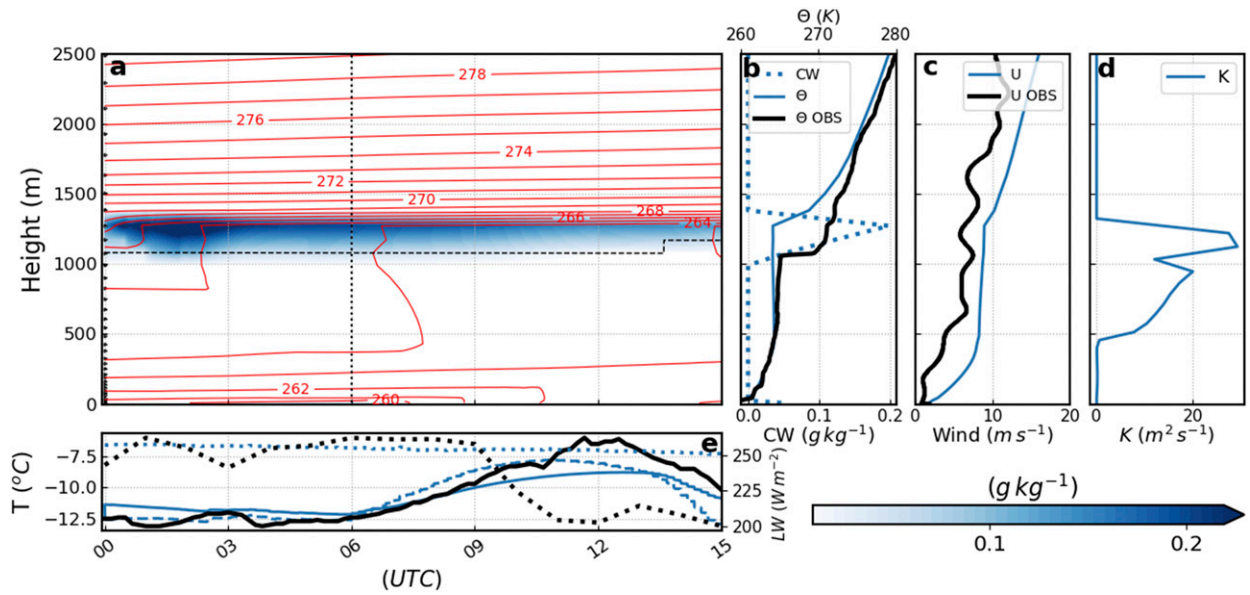 Θ (K)
260 270 280
2500
2000
1500
1000
500
0
Height (m)
a
278
276
274
272
270
268
266
264
262
260
b
CW
Θ
Θ OBS
0.0 0.1 0.2
CW (g kg⁻¹)
c
U
U OBS
0 10 20
Wind (m s⁻¹)
d
K
0 20
K (m² s⁻¹)
e
−7.5
−10.0
−12.5
T (°C)
250
225
200
LW (W m⁻²)
00 03 06 09 12 15
(UTC)
(g kg⁻¹)
0.1 0.2